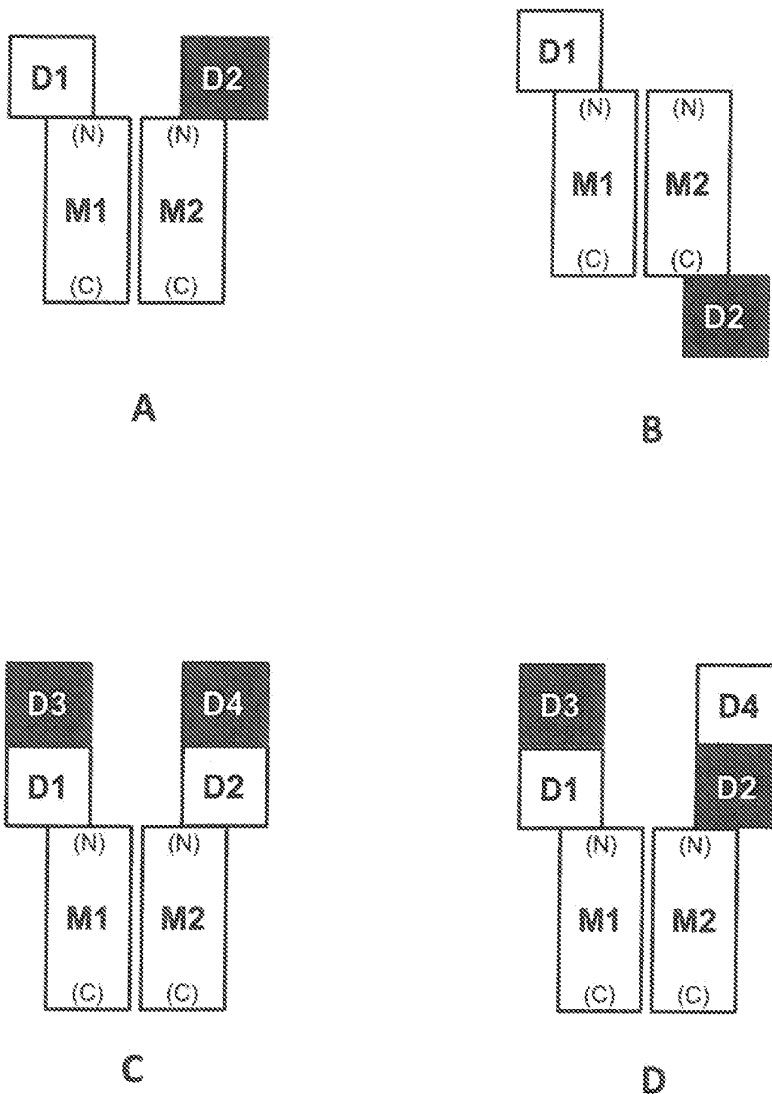 D1 D2
(N) (N)
M1 M2
(C) (C)
A
D1
(N) (N)
M1 M2
(C) (C)
D2
B
D3 D4
D1 D2
(N) (N)
M1 M2
(C) (C)
C
D3 D4
D1 D2
(N) (N)
M1 M2
(C) (C)
D